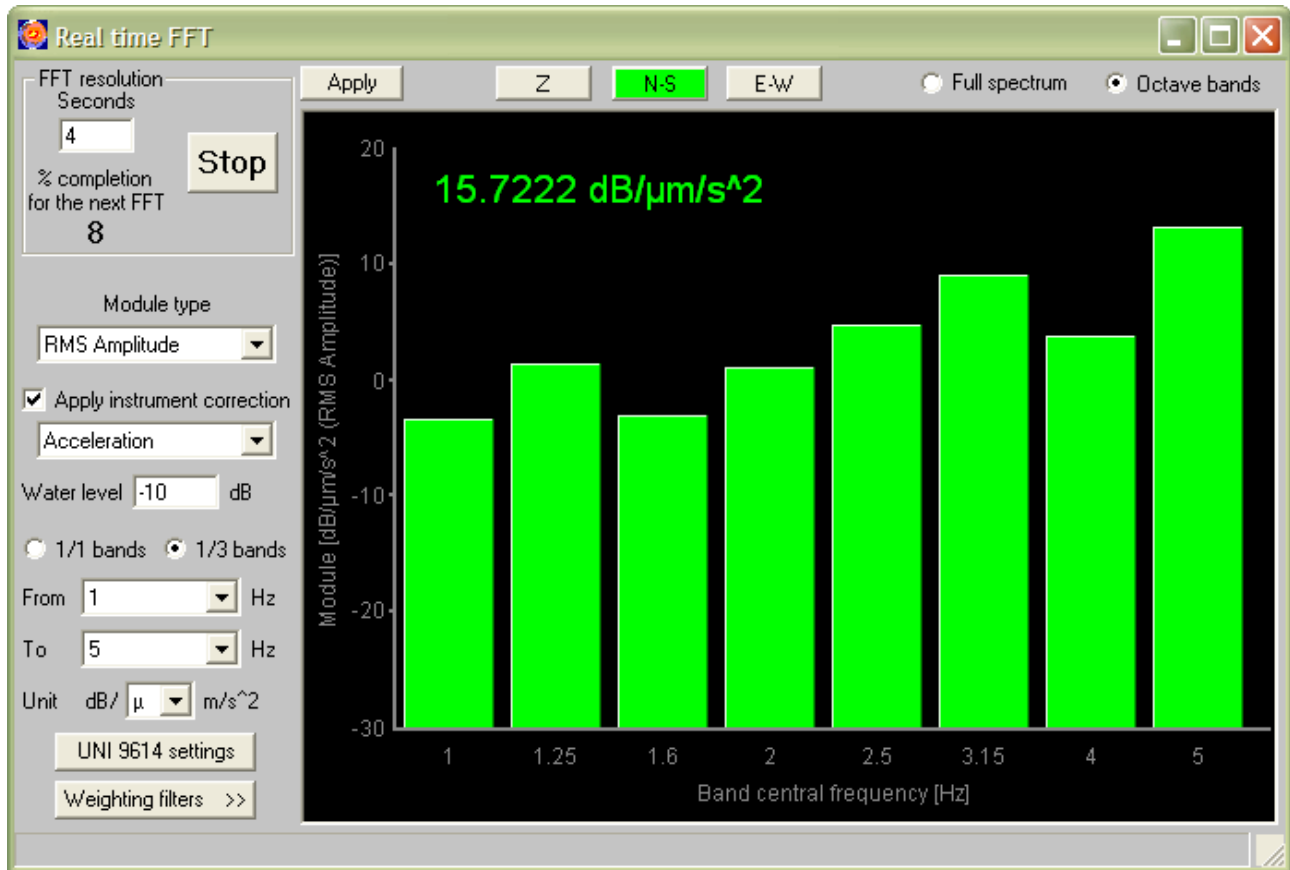 Real time FFT
FFT resolution
Seconds
4
Stop
% completion
for the next FFT
8
Module type
RMS Amplitude
Apply instrument correction
Acceleration
Water level -10 dB
1/1 bands 1/3 bands
From 1 Hz
To 5 Hz
Unit dB/ µ m/s^2
UNI 9614 settings
Weighting filters >>
Apply Z N-S E-W Full spectrum Octave bands
15.7222 dB/µm/s^2
Module [dB/µm/s^2 (RMS Amplitude)]
20
10
0
-10
-20
-30
1 1.25 1.6 2 2.5 3.15 4 5
Band central frequency [Hz]